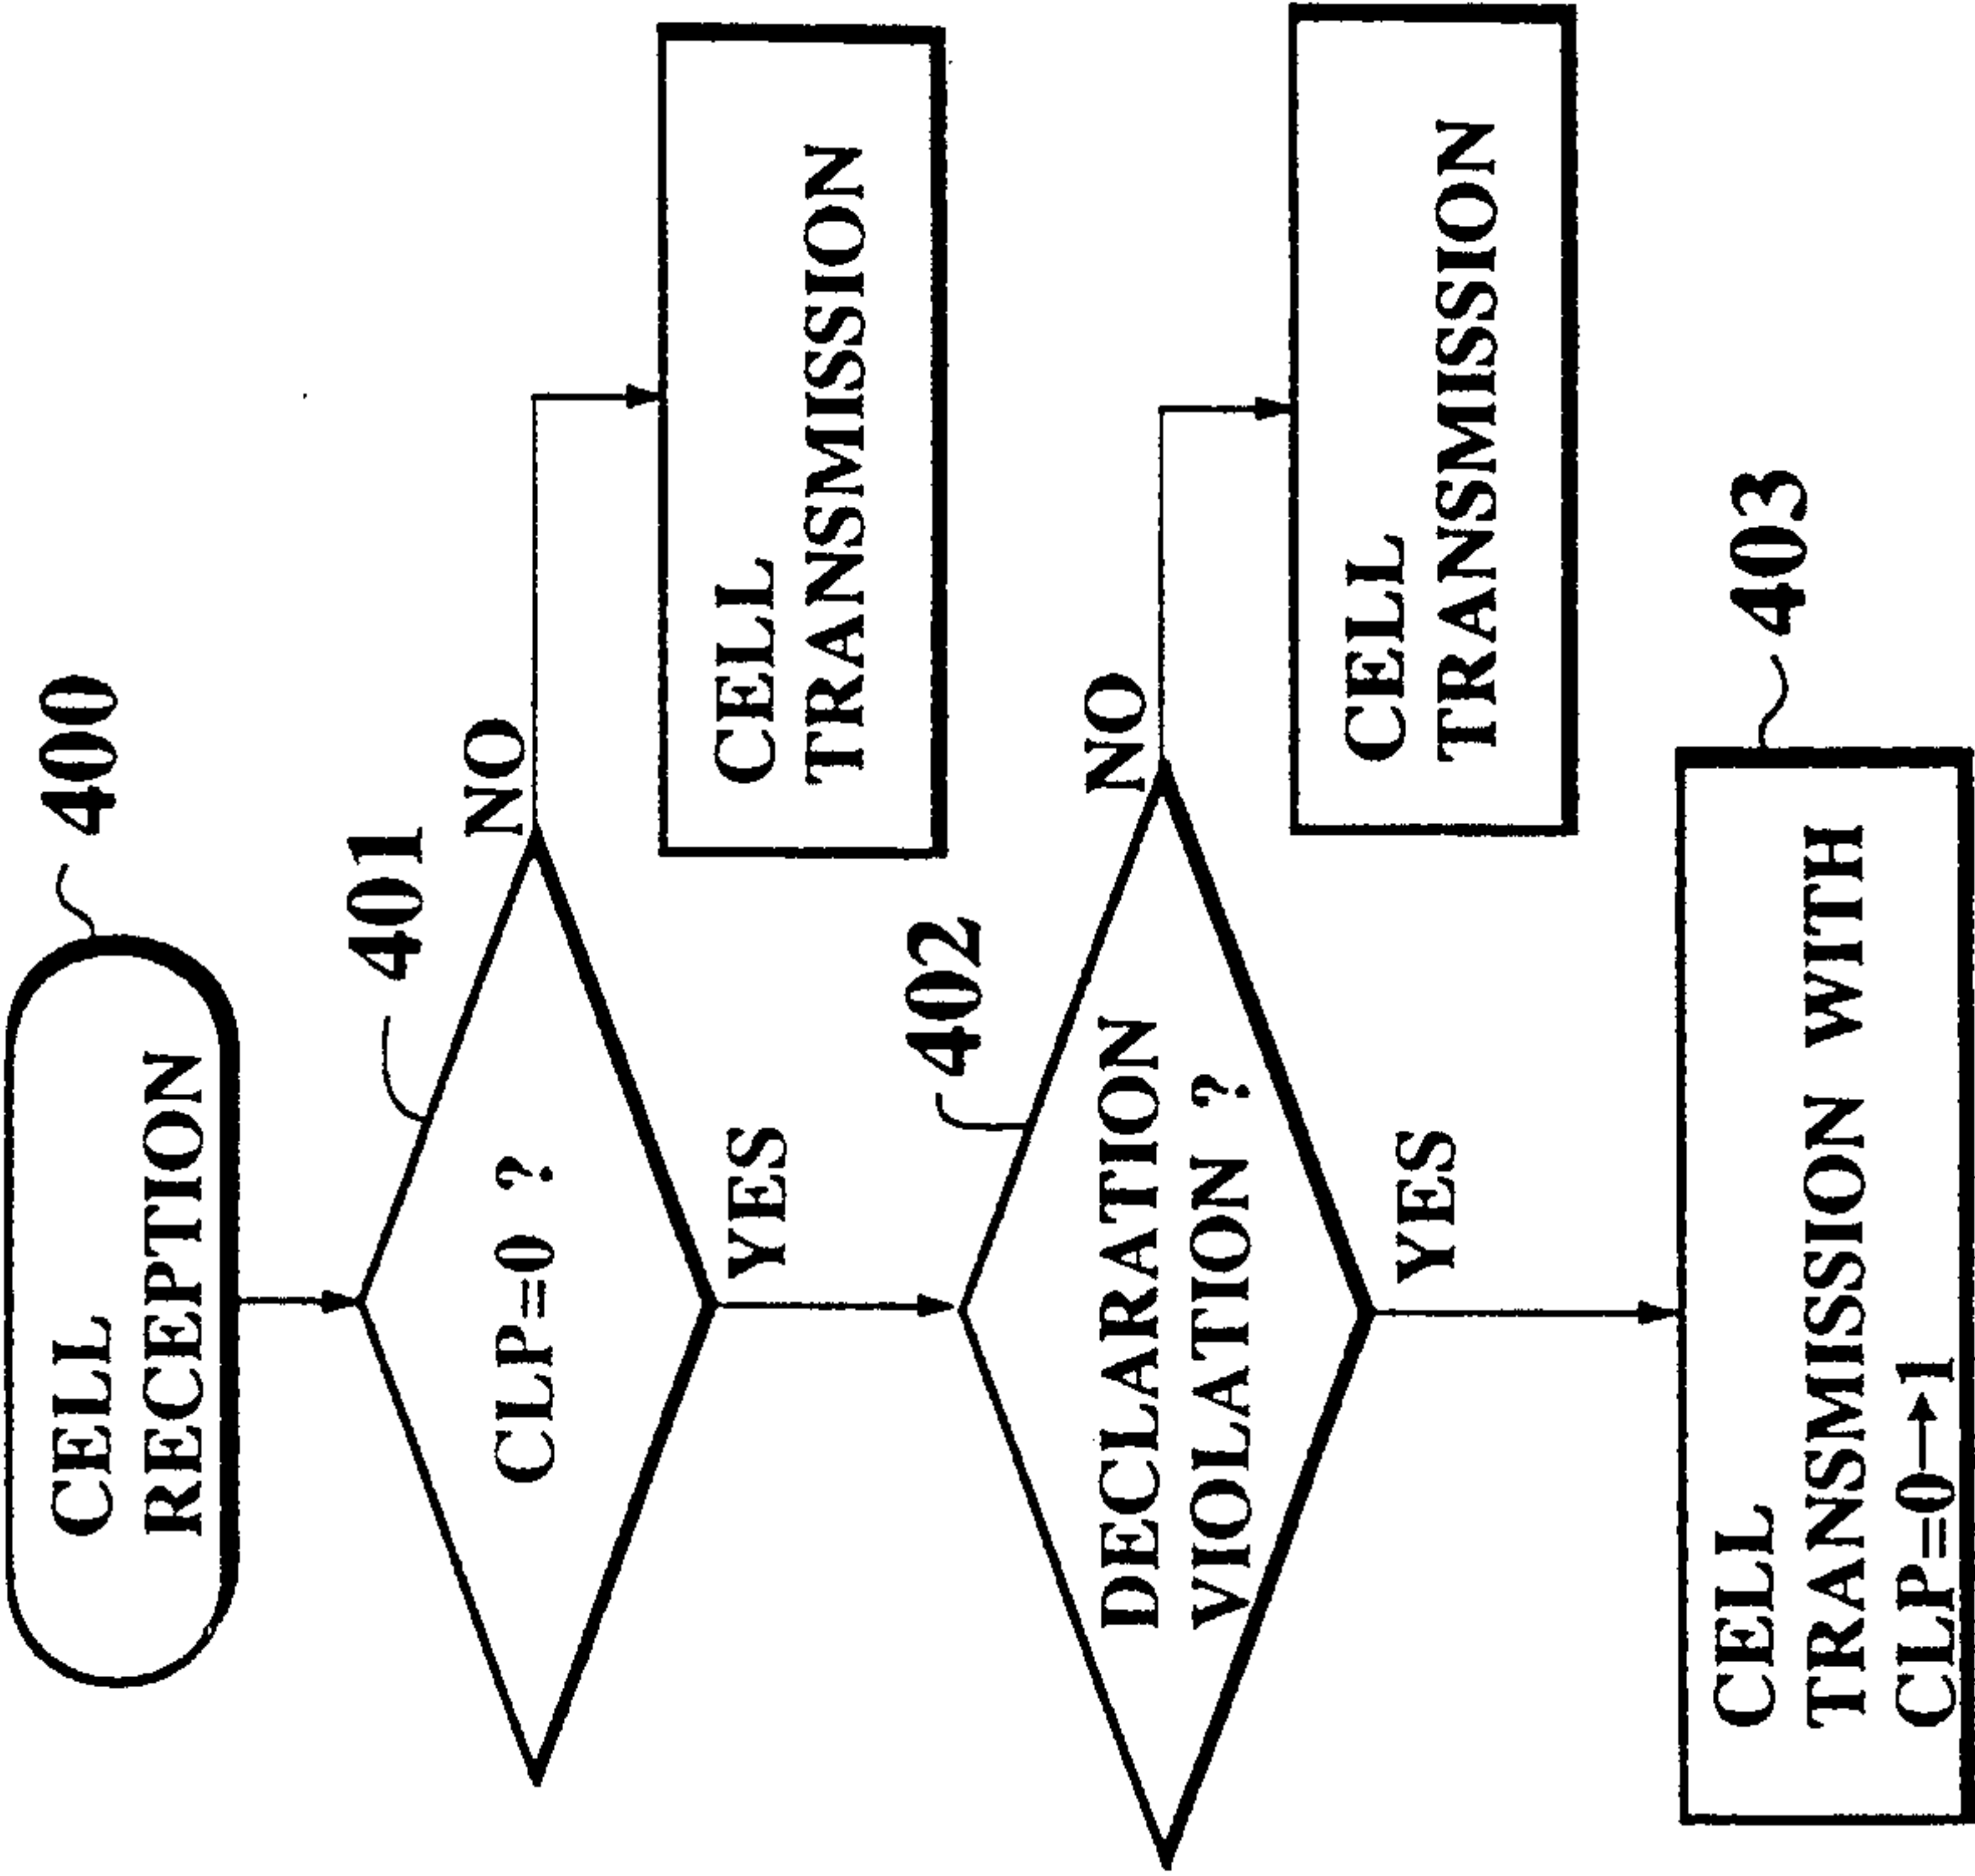 400
CELL
RECEPTION
401
CLP=0 ?
NO
CELL
TRANSMISSION
YES
402
DECLARATION
VIOLATION ?
NO
CELL
TRANSMISSION
YES
403
CELL
TRANSMISSION WITH
CLP=0→1